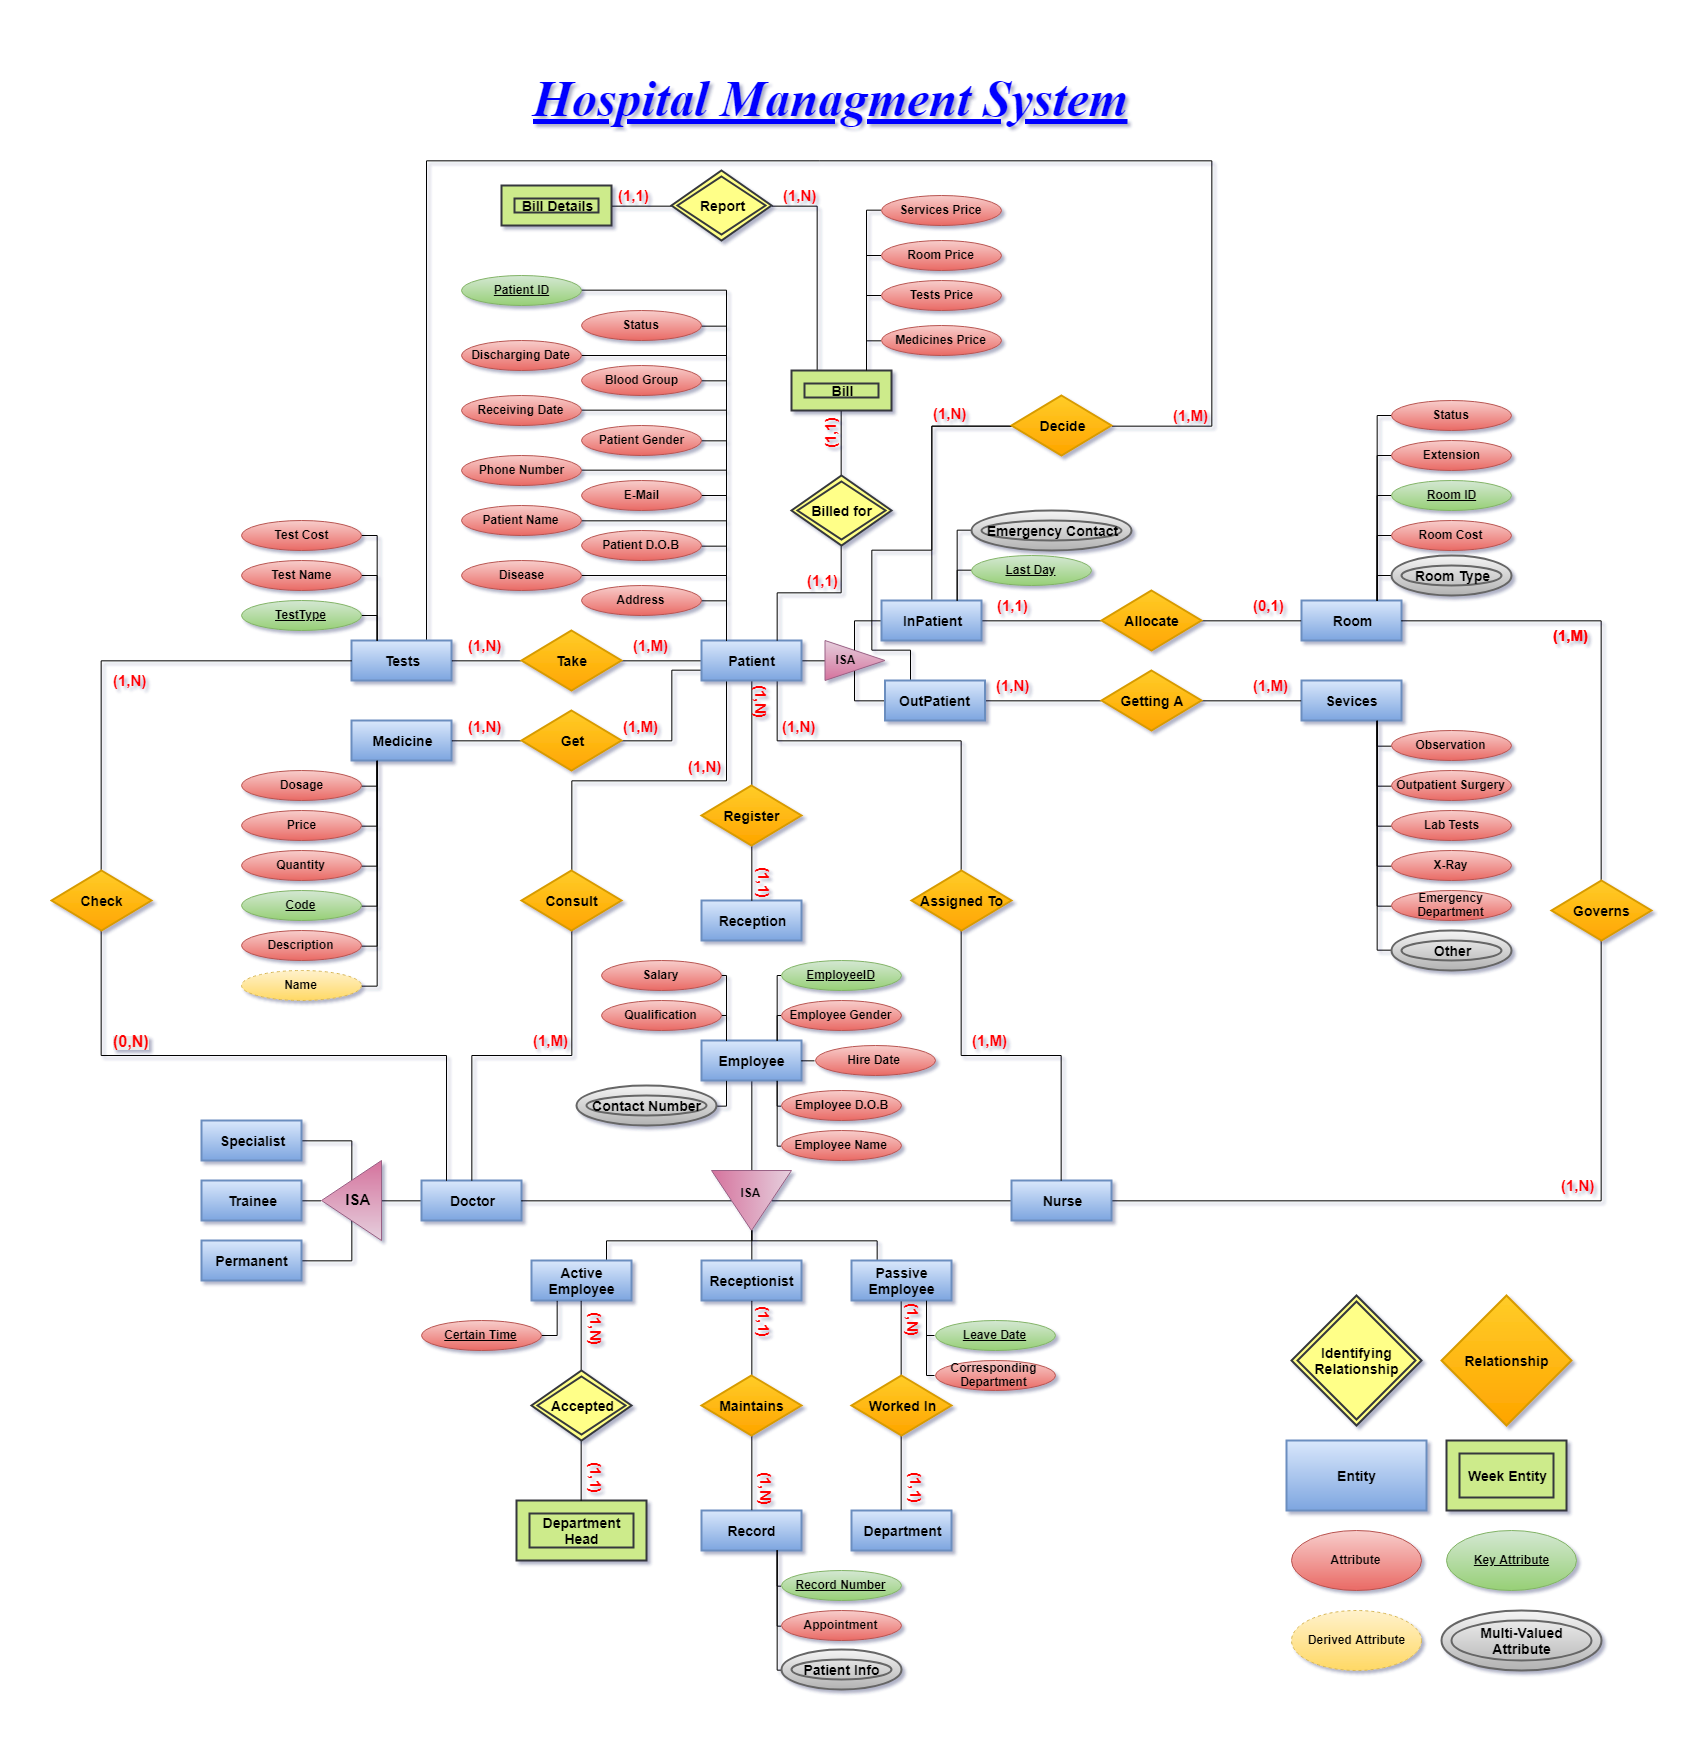 Hospital Managment System
Bill Details
(1,1)
Report
(1,N)
Services Price
Room Price
Tests Price
Medicines Price
Patient ID
Status
Discharging Date
Blood Group
Receiving Date
Patient Gender
Phone Number
E-Mail
Patient Name
Patient D.O.B
Disease
Address
Bill
(1,1)
Billed for
(1,1)
(1,N)
Decide
(1,M)
Status
Extension
Room ID
Room Cost
Room Type
Emergency Contact
Last Day
Test Cost
Test Name
TestType
InPatient
(1,1)
Allocate
(0,1)
Room
(1,M)
Tests
(1,N)
Take
(1,M)
Patient
ISA
(1,N)
OutPatient
(1,N)
Getting A
(1,M)
Sevices
(1,N)
Medicine
(1,N)
Get
(1,M)
(1,N)
(1,N)
Observation
Outpatient Surgery
Lab Tests
X-Ray
Emergency
Department
Other
Dosage
Price
Quantity
Code
Description
Name
Register
(1,1)
Check
Consult
Reception
Assigned To
Governs
Salary
EmployeeID
Qualification
Employee Gender
(0,N)
(1,M)
Employee
Hire Date
(1,M)
Contact Number
Employee D.O.B
Employee Name
Specialist
Trainee
Permanent
ISA
Doctor
ISA
Nurse
(1,N)
Active
Employee
Receptionist
Passive
Employee
Certain Time
(1,N)
(1,1)
(1,N)
Leave Date
Corresponding
Department
Accepted
Maintains
Worked In
(1,1)
(1,N)
(1,1)
Department
Head
Record
Department
Record Number
Appointment
Patient Info
Identifying
Relationship
Relationship
Entity
Week Entity
Attribute
Key Attribute
Derived Attribute
Multi-Valued
Attribute